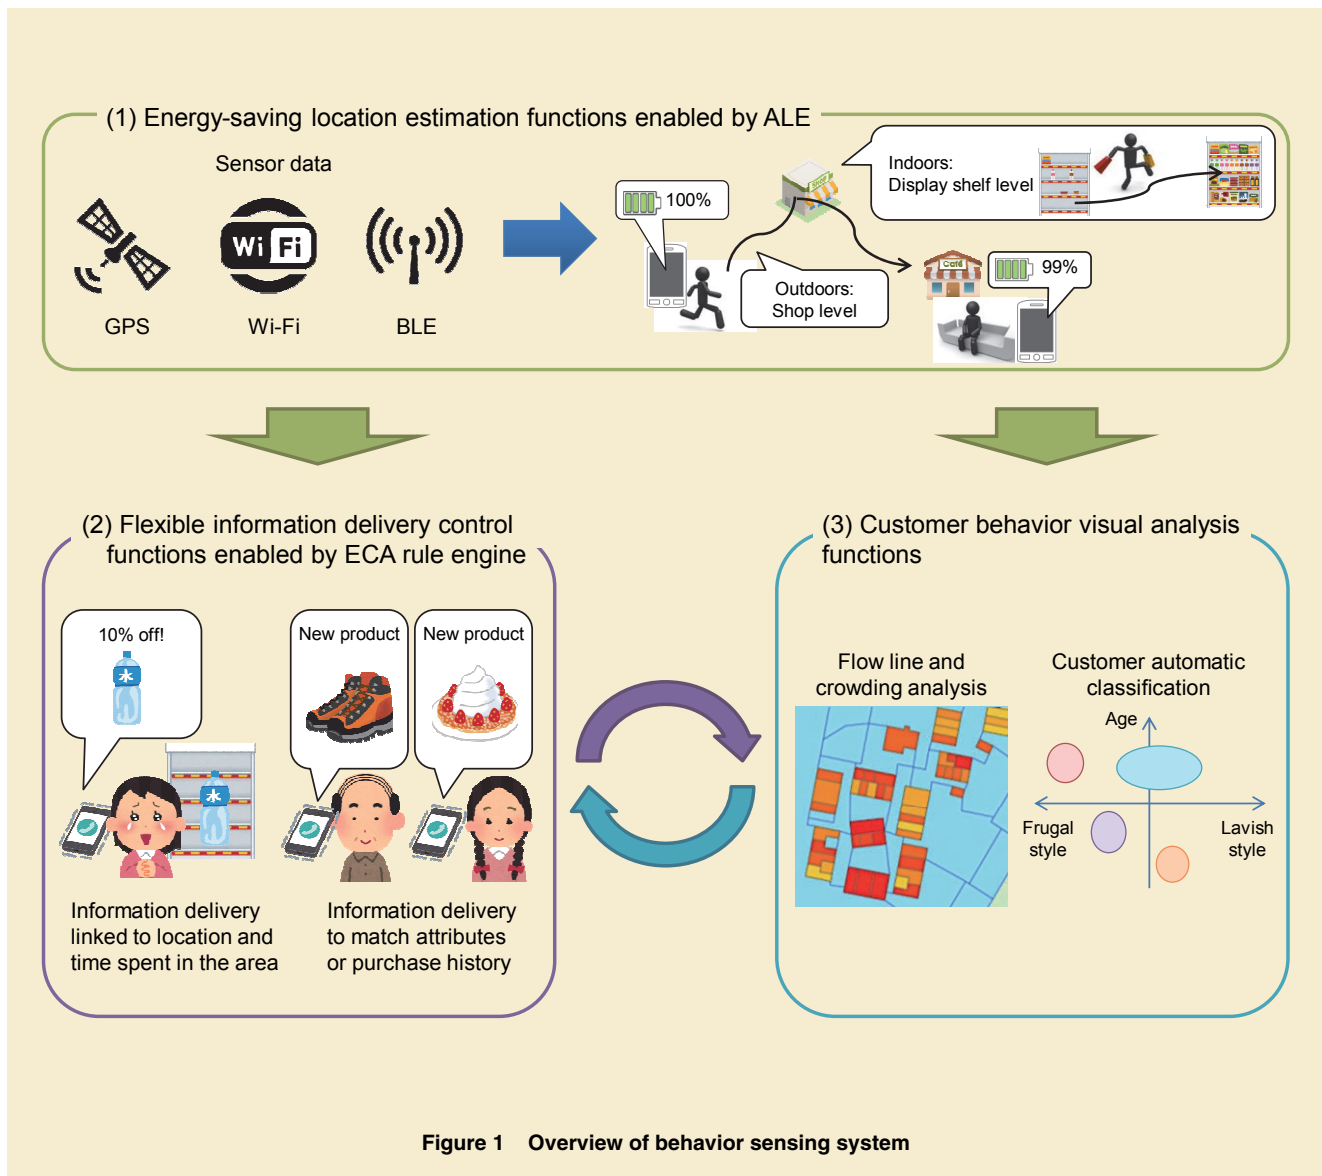 (1) Energy-saving location estimation functions enabled by ALE
Sensor data
Wi Fi
GPS
Wi-Fi
BLE
100%
Shop
Outdoors:
Shop level
Indoors:
Display shelf level
Café
99%
(2) Flexible information delivery control
functions enabled by ECA rule engine
10% off!
水
水
New product
New product
Information delivery
linked to location and
time spent in the area
Information delivery
to match attributes
or purchase history
(3) Customer behavior visual analysis
functions
Flow line and
crowding analysis
Customer automatic
classification
Age
Frugal
style
Lavish
style
Figure 1 Overview of behavior sensing system